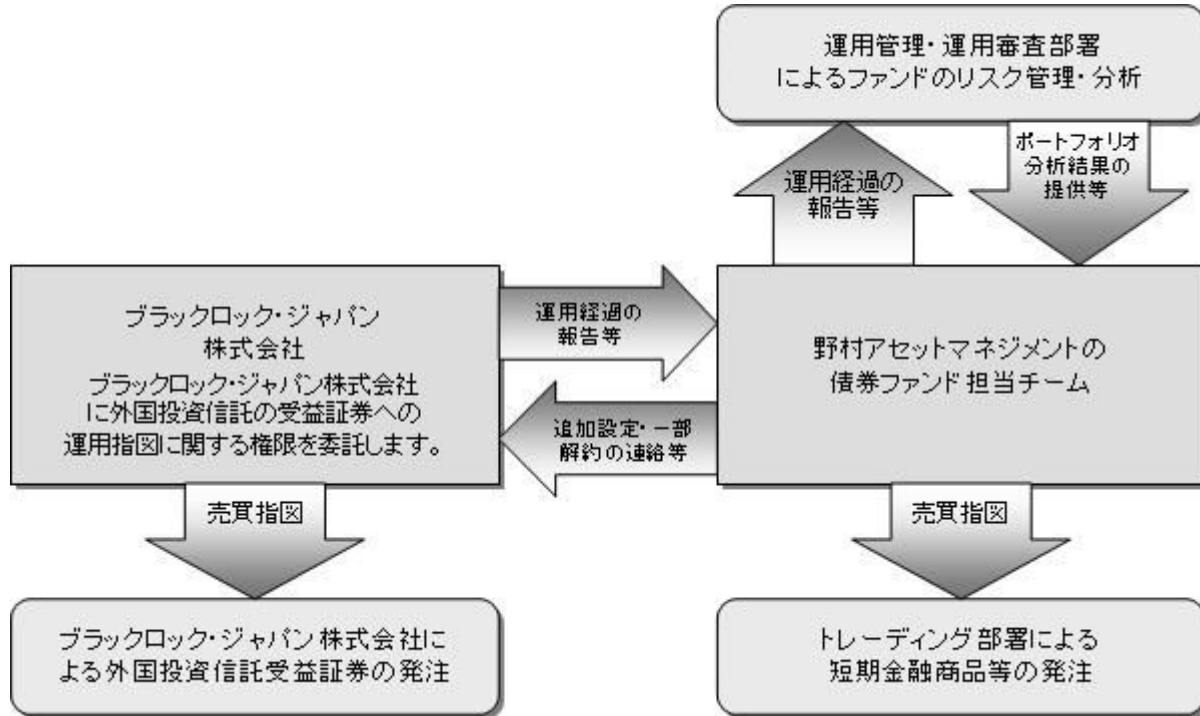 運用管理・運用審査部署
によるファンドのリスク管理・分析
運用経過の
報告等
ポートフォリオ
分析結果の
提供等
ブラックロック・ジャパン
株式会社
ブラックロック・ジャパン株式会社
に外国投資信託の受益証券への
運用指図に関する権限を委託します。
運用経過の
報告等
追加設定・一部
解約の連絡等
野村アセットマネジメントの
債券ファンド担当チーム
売買指図
売買指図
ブラックロック・ジャパン株式会社に
よる外国投資信託受益証券の発注
トレーディング部署による
短期金融商品等の発注